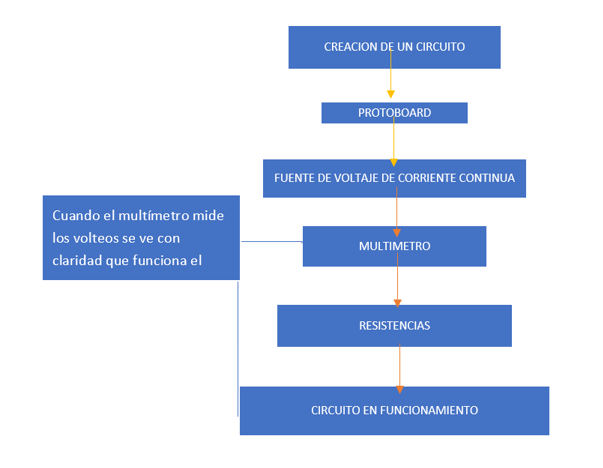 CREACION DE UN CIRCUITO
PROTOBOARD
FUENTE DE VOLTAJE DE CORRIENTE CONTINUA
Cuando el multímetro mide
los volteos se ve con
claridad que funciona el
MULTIMETRO
RESISTENCIAS
CIRCUITO EN FUNCIONAMIENTO